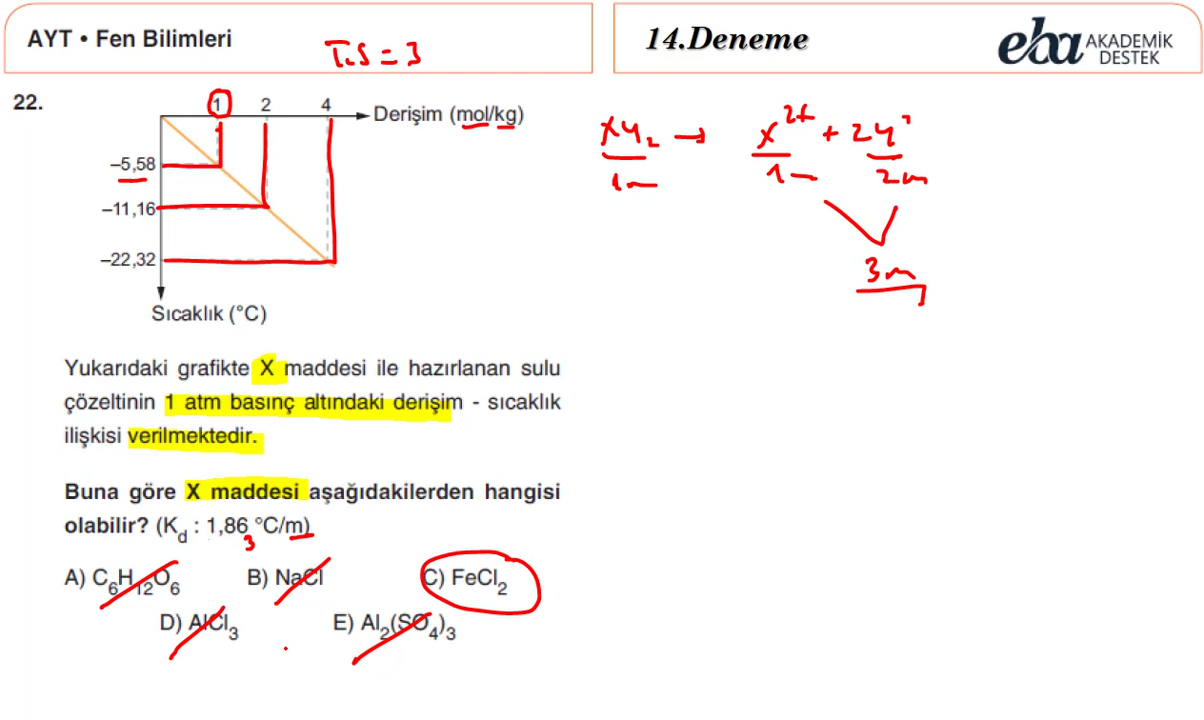 AYT • Fen Bilimleri
T.S = 3
14.Deneme
eba AKADEMİK DESTEK
22.
1 2 4 Derişim (mol/kg)
–5,58
–11,16
–22,32
Sıcaklık (°C)
XY₂ → X²⁺ + 2Y⁻
1m 1m 2m
3m
Yukarıdaki grafikte X maddesi ile hazırlanan sulu
çözeltinin 1 atm basınç altındaki derişim - sıcaklık
ilişkisi verilmektedir.
Buna göre X maddesi aşağıdakilerden hangisi
olabilir? (K_d : 1,86 °C/m)
3
A) C₆H₁₂O₆ B) NaCl C) FeCl₂
D) AlCl₃ E) Al₂(SO₄)₃